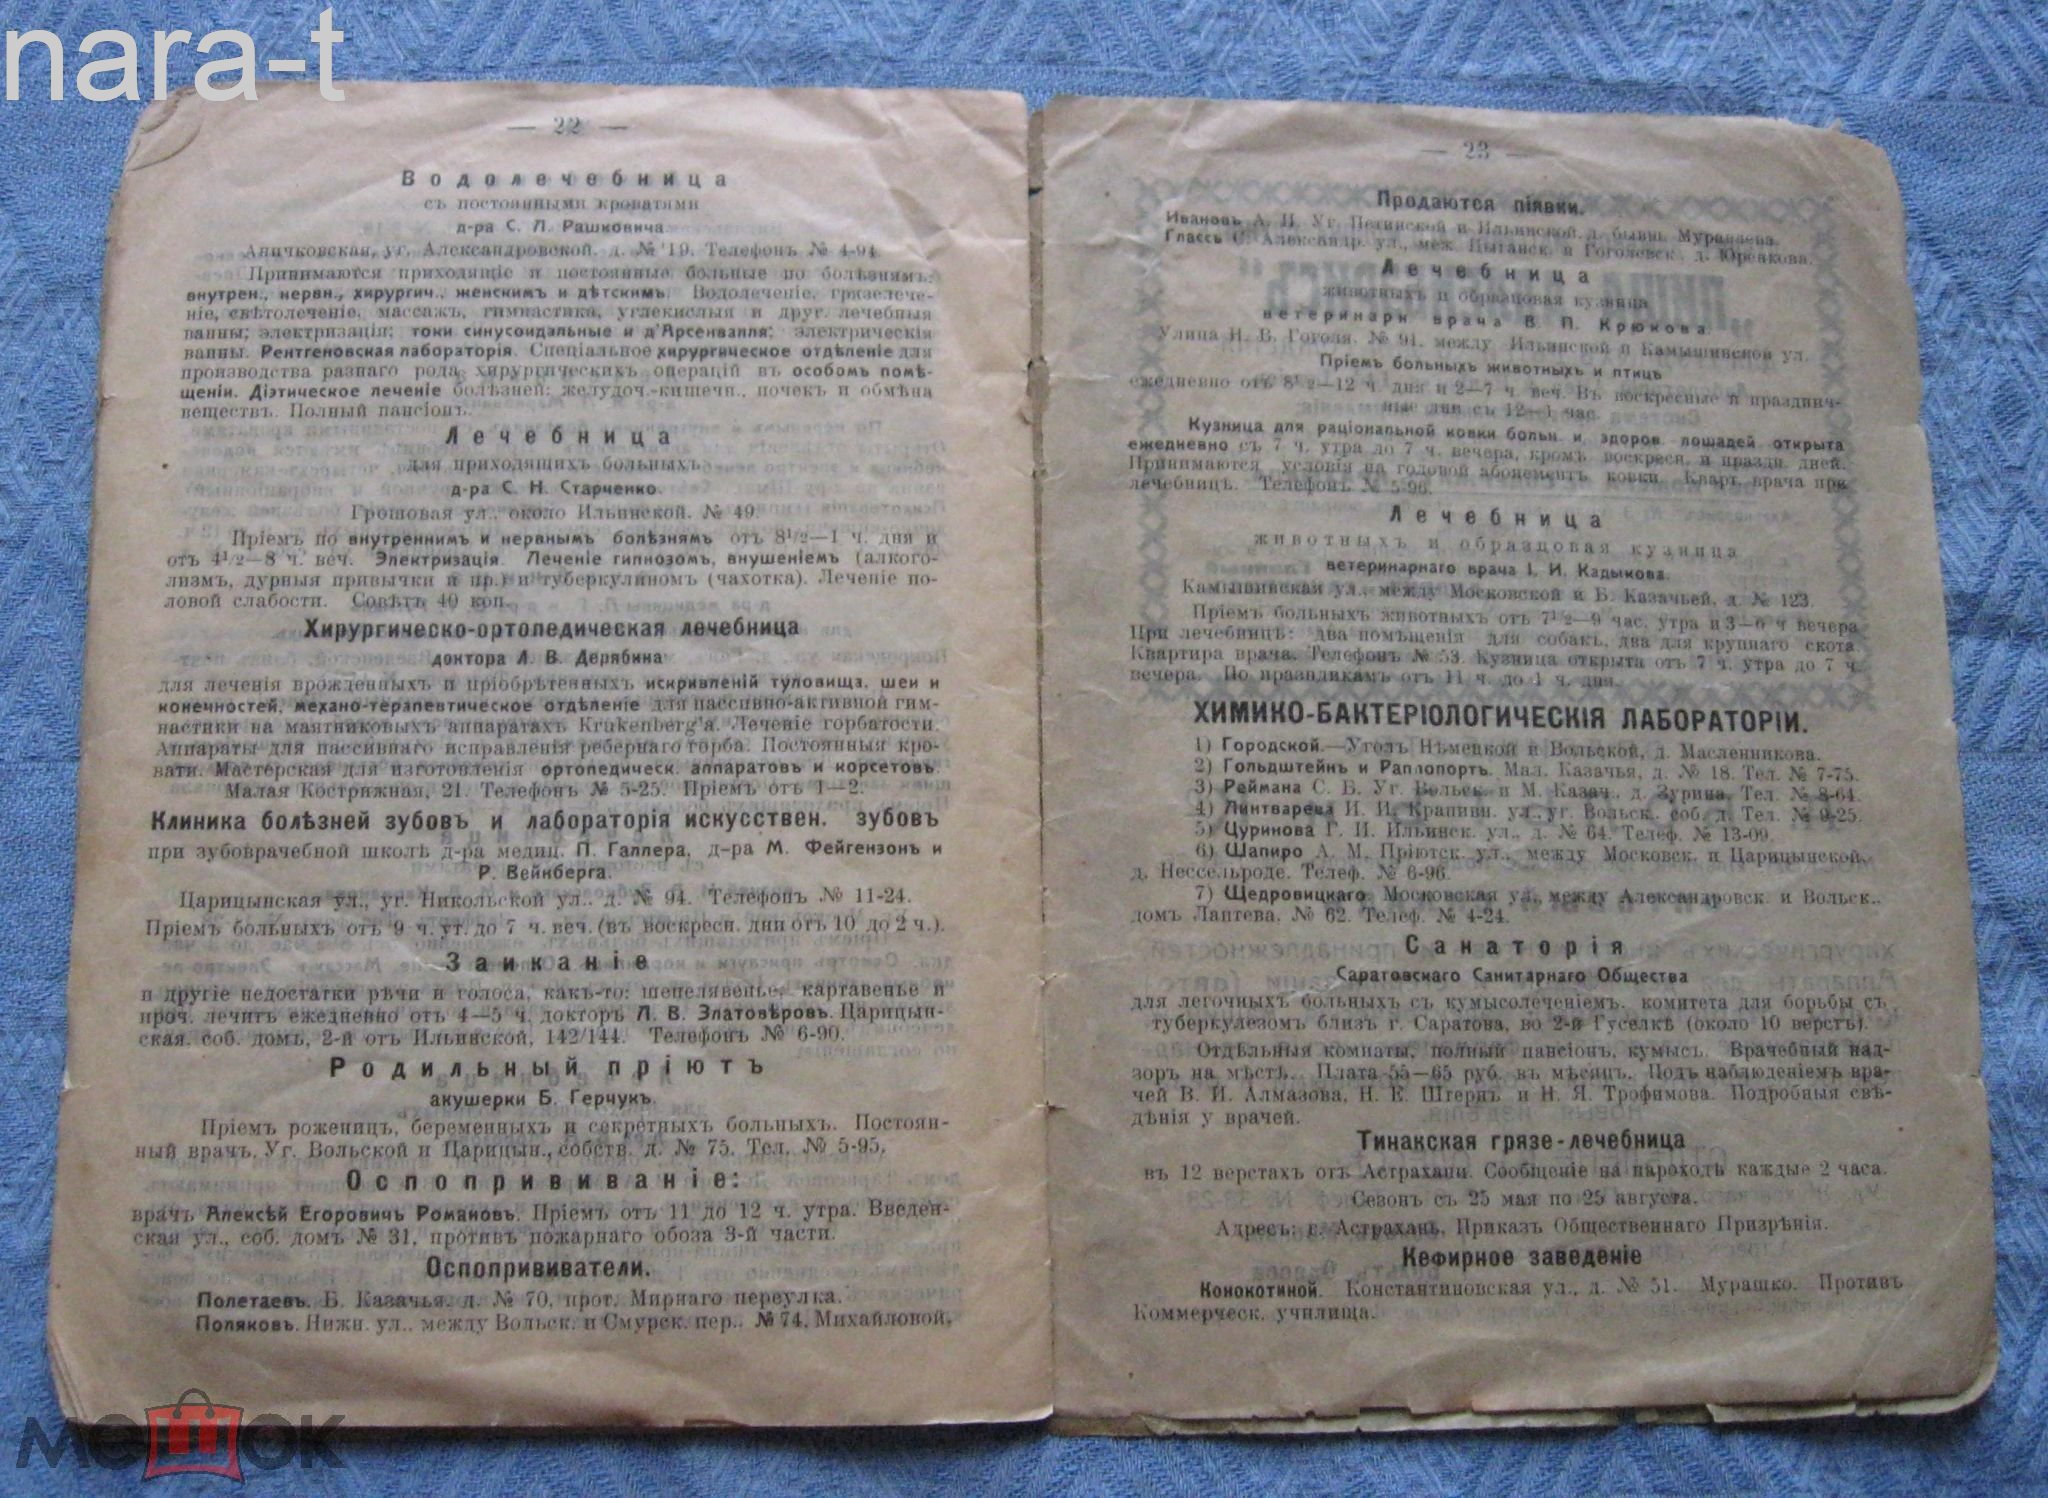 nara-t
— 22 —
Водолечебница
съ постоянными кроватями
д-ра С. Л. Рашковича.
Аничковская, уг. Александровской, д. № 19. Телефонъ № 4-94.
Принимаются приходящіе и постоянные больные по болѣзнямъ:
внутрен., нервн., хирургич., женскимъ и дѣтскимъ. Водолеченіе, грязелече-
ніе, свѣтолеченіе, массажъ, гимнастика, углекислыя и друг. лечебныя
ванны; электризація; токи синусоидальные и д'Арсенвалля; электрическія
ванны. Рентгеновская лабораторія. Спеціальное хирургическое отдѣленіе для
производства разнаго рода хирургическихъ операцій въ особомъ помѣ-
щеніи. Діэтическое леченіе болѣзней: желудоч.-кишечн., почекъ и обмѣна
веществъ. Полный пансіонъ.
Лечебница
для приходящихъ больныхъ
д-ра С. Н. Старченко.
Грошовая ул., около Ильинской, № 49.
Пріемъ по внутреннимъ и нервнымъ болѣзнямъ отъ 8½—1 ч. дня и
отъ 4½—8 ч. веч. Электризація. Леченіе гипнозомъ, внушеніемъ (алкого-
лизмъ, дурныя привычки и пр.) и туберкулиномъ (чахотка). Леченіе по-
ловой слабости. Совѣтъ 40 коп.
Хирургическо-ортопедическая лечебница
доктора Л. В. Дерябина
для леченія врожденныхъ и пріобрѣтенныхъ искривленій туловища, шеи и
конечностей, механо-терапевтическое отдѣленіе для пассивно-активной гим-
настики на маятниковыхъ аппаратахъ Krukenberg'a. Леченіе горбатости.
Аппараты для пассивнаго исправленія ребернаго горба. Постоянныя кро-
вати. Мастерская для изготовленія ортопедическ. аппаратовъ и корсетовъ.
Малая Кострижная, 21. Телефонъ № 5-25. Пріемъ отъ 1—2.
Клиника болѣзней зубовъ и лабораторія искусствен. зубовъ
при зубоврачебной школѣ д-ра медиц. П. Галлера, д-ра М. Фейгензонъ и
Р. Вейнберга.
Царицынская ул., уг. Никольской ул., д. № 94. Телефонъ № 11-24.
Пріемъ больныхъ отъ 9 ч. ут. до 7 ч. веч. (въ воскресн. дни отъ 10 до 2 ч.).
Заиканіе
и другіе недостатки рѣчи и голоса, какъ-то: шепелявенье, картавенье и
проч. лечитъ ежедневно отъ 4—5 ч. докторъ Л. В. Златовѣровъ. Царицын-
ская, соб. домъ, 2-й отъ Ильинской, 142/144. Телефонъ № 6-90.
Родильный пріютъ
акушерки Б. Герчукъ.
Пріемъ роженицъ, беременныхъ и секретныхъ больныхъ. Постоян-
ный врачъ. Уг. Вольской и Царицын., собств. д. № 75. Тел. № 5-95.
Оспопрививаніе:
врачъ Алексѣй Егоровичъ Романовъ. Пріемъ отъ 11 до 12 ч. утра. Введен-
ская ул., соб. домъ № 31, противъ пожарнаго обоза 3-й части.
Оспопрививатели.
Полетаевъ. Б. Казачья, д. № 70, прот. Мирнаго переулка.
Поляковъ. Нижн. ул., между Вольск. и Смурск. пер., № 74, Михайловой.
— 23 —
Продаются піявки.
Ивановъ А. И. Уг. Цетинской и Ильинской, д. бывш. Муравлева.
Глассъ С. Александр. ул., меж. Цыганск. и Гоголевск., д. Юренкова.
Лечебница
животныхъ и образцовая кузница
ветеринарн врача В. П. Крюкова.
Улица Н. В. Гоголя, № 91, между Ильинской и Камышинской ул.
Пріемъ больныхъ животныхъ и птицъ
ежедневно отъ 8½—12 ч. дня и 2—7 ч. веч. Въ воскресные и празднич-
ные дни съ 12—1 час.
Кузница для раціональной ковки больн. и здоров. лошадей открыта
ежедневно съ 7 ч. утра до 7 ч. вечера, кромѣ воскресн. и праздн. дней.
Принимаются условія на годовой абонементъ ковки. Кварт. врача при
лечебницѣ. Телефонъ № 5-96.
Лечебница
животныхъ и образцовая кузница
ветеринарнаго врача І. И. Кадыкова.
Камышинская ул., между Московской и Б. Казачьей, д. № 123.
Пріемъ больныхъ животныхъ отъ 7½—9 час. утра и 3—6 ч вечера
При лечебницѣ: два помѣщенія для собакъ, два для крупнаго скота.
Квартира врача. Телефонъ № 53. Кузница открыта отъ 7 ч. утра до 7 ч.
вечера. По праздникамъ отъ 11 ч. до 1 ч. дня.
ХИМИКО-БАКТЕРІОЛОГИЧЕСКІЯ ЛАБОРАТОРІИ.
1) Городской.—Уголъ Нѣмецкой и Вольской, д. Масленникова.
2) Гольдштейнъ и Раппопортъ. Мал. Казачья, д. № 18. Тел. № 7-75.
3) Реймана С. Б. Уг. Вольск. и М. Казач., д. Зурина, Тел. № 8-64.
4) Линтварева И. И. Крапивн. ул., уг. Вольск., соб. д. Тел. № 9-25.
5) Цуринова Г. И. Ильинск. ул., д. № 64. Телеф. № 13-09.
6) Шапиро А. М. Пріютск. ул., между Московск. и Царицынской,
д. Нессельроде. Телеф. № 6-96.
7) Щедровицкаго. Московская ул., между Александровск. и Вольск.,
домъ Лаптева, № 62. Телеф. № 4-24.
Санаторія
Саратовскаго Санитарнаго Общества
для легочныхъ больныхъ съ кумысолеченіемъ, комитета для борьбы съ
туберкулезомъ близъ г. Саратова, во 2-й Гуселкѣ (около 10 верстъ).
Отдѣльныя комнаты, полный пансіонъ, кумысъ. Врачебный над-
зоръ на мѣстѣ. Плата 55—65 руб. въ мѣсяцъ. Подъ наблюденіемъ вра-
чей В. И. Алмазова, Н. Е. Штернъ и Н. Я. Трофимова. Подробныя свѣ-
дѣнія у врачей.
Тинакская грязе-лечебница
въ 12 верстахъ отъ Астрахани. Сообщеніе на пароходѣ каждые 2 часа.
Сезонъ съ 25 мая по 25 августа.
Адресъ: г. Астрахань, Приказъ Общественнаго Призрѣнія.
Кефирное заведеніе
Конокотиной. Константиновская ул., д. № 51. Мурашко. Противъ
Коммерческ. училища.
мешок